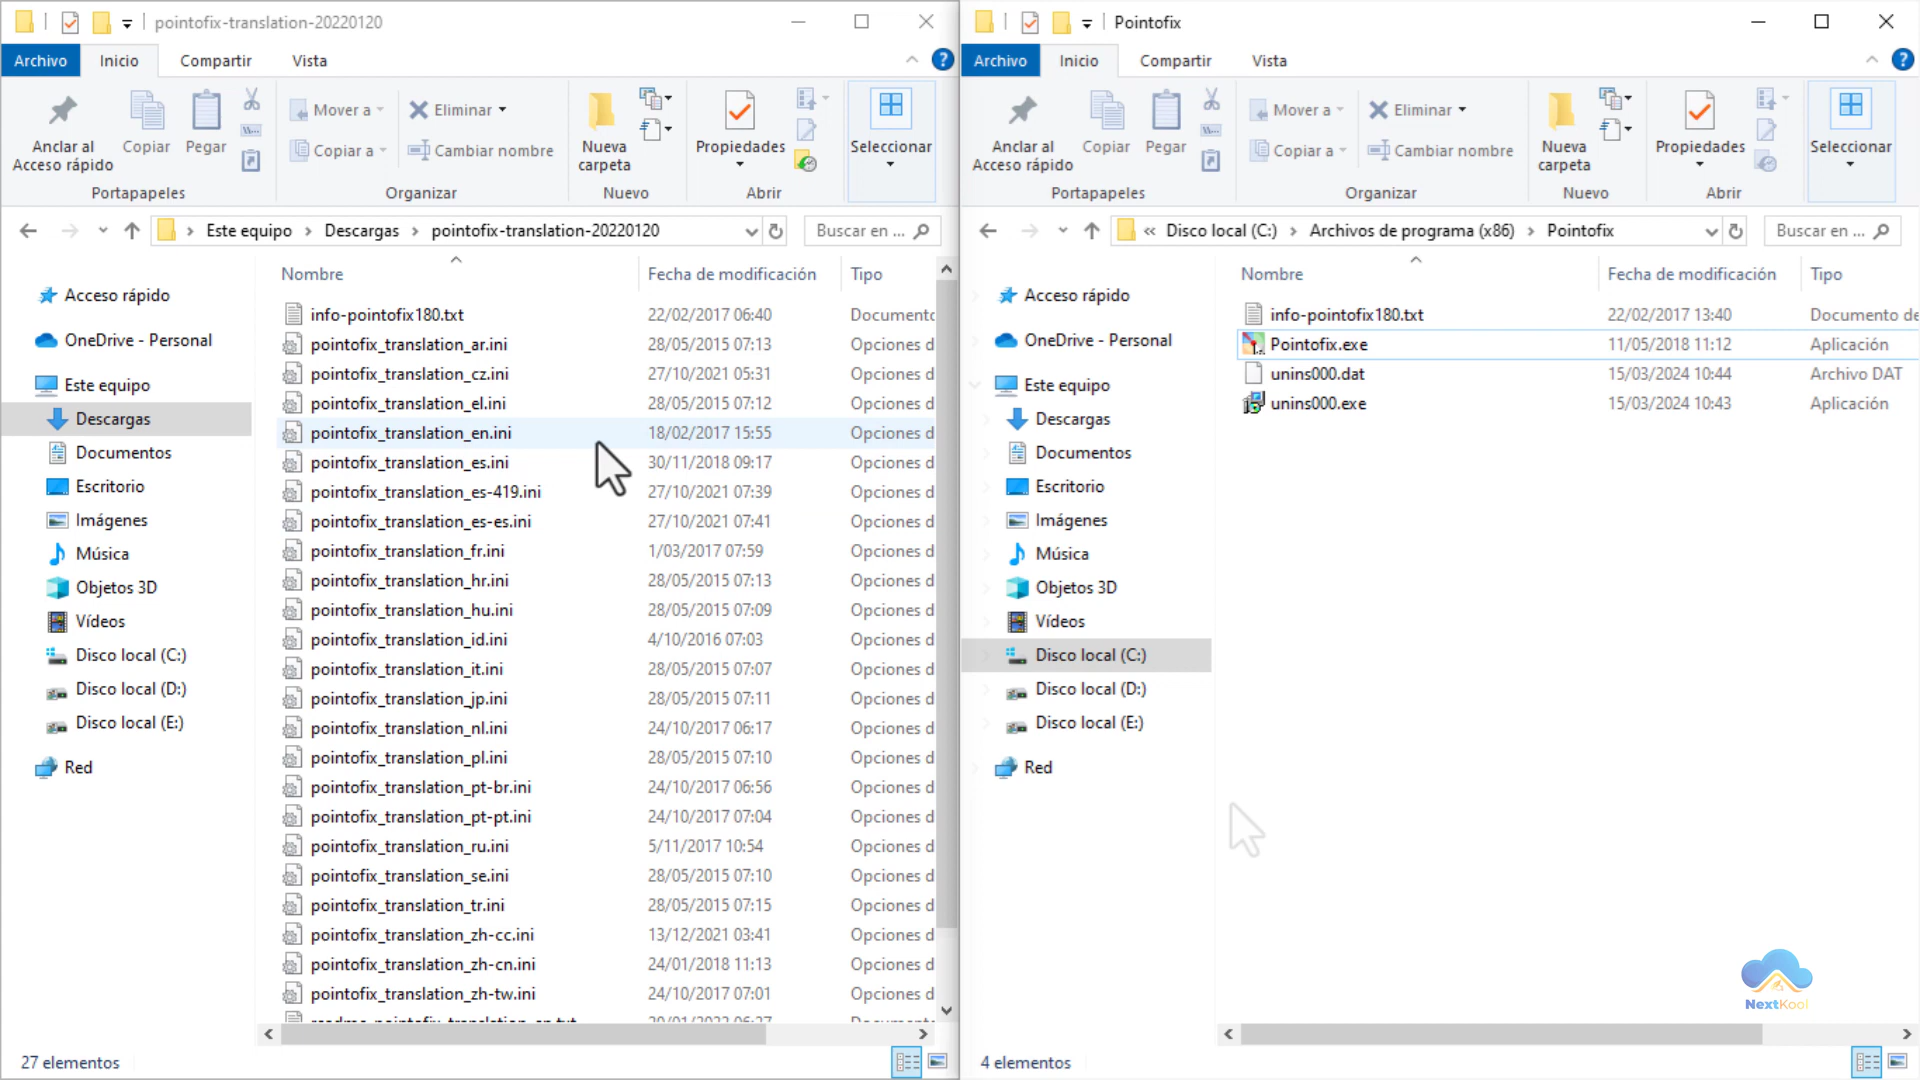 pointofix-translation-20220120
Archivo
Inicio
Compartir
Vista
Anclar al
Acceso rápido
Copiar
Pegar
Portapapeles
Mover a
Copiar a
Eliminar
Cambiar nombre
Organizar
Nueva
carpeta
Nuevo
Propiedades
Abrir
Seleccionar
Este equipo
Descargas
pointofix-translation-20220120
Buscar en ...
Nombre
Fecha de modificación
Tipo
Acceso rápido
OneDrive - Personal
Este equipo
Descargas
Documentos
Escritorio
Imágenes
Música
Objetos 3D
Vídeos
Disco local (C:)
Disco local (D:)
Disco local (E:)
Red
info-pointofix180.txt 22/02/2017 06:40 Documento
pointofix_translation_ar.ini 28/05/2015 07:13 Opciones d
pointofix_translation_cz.ini 27/10/2021 05:31 Opciones d
pointofix_translation_el.ini 28/05/2015 07:12 Opciones d
pointofix_translation_en.ini 18/02/2017 15:55 Opciones d
pointofix_translation_es.ini 30/11/2018 09:17 Opciones d
pointofix_translation_es-419.ini 27/10/2021 07:39 Opciones d
pointofix_translation_es-es.ini 27/10/2021 07:41 Opciones d
pointofix_translation_fr.ini 1/03/2017 07:59 Opciones d
pointofix_translation_hr.ini 28/05/2015 07:13 Opciones d
pointofix_translation_hu.ini 28/05/2015 07:09 Opciones d
pointofix_translation_id.ini 4/10/2016 07:03 Opciones d
pointofix_translation_it.ini 28/05/2015 07:07 Opciones d
pointofix_translation_jp.ini 28/05/2015 07:11 Opciones d
pointofix_translation_nl.ini 24/10/2017 06:17 Opciones d
pointofix_translation_pl.ini 28/05/2015 07:10 Opciones d
pointofix_translation_pt-br.ini 24/10/2017 06:56 Opciones d
pointofix_translation_pt-pt.ini 24/10/2017 07:04 Opciones d
pointofix_translation_ru.ini 5/11/2017 10:54 Opciones d
pointofix_translation_se.ini 28/05/2015 07:10 Opciones d
pointofix_translation_tr.ini 28/05/2015 07:15 Opciones d
pointofix_translation_zh-cc.ini 13/12/2021 03:41 Opciones d
pointofix_translation_zh-cn.ini 24/01/2018 11:13 Opciones d
pointofix_translation_zh-tw.ini 24/10/2017 07:01 Opciones d
27 elementos
Pointofix
Archivo
Inicio
Compartir
Vista
Anclar al
Acceso rápido
Copiar
Pegar
Portapapeles
Mover a
Copiar a
Eliminar
Cambiar nombre
Organizar
Nueva
carpeta
Nuevo
Propiedades
Abrir
Seleccionar
« Disco local (C:)
Archivos de programa (x86)
Pointofix
Buscar en ...
Nombre
Fecha de modificación
Tipo
Acceso rápido
OneDrive - Personal
Este equipo
Descargas
Documentos
Escritorio
Imágenes
Música
Objetos 3D
Vídeos
Disco local (C:)
Disco local (D:)
Disco local (E:)
Red
info-pointofix180.txt 22/02/2017 13:40 Documento de
Pointofix.exe 11/05/2018 11:12 Aplicación
unins000.dat 15/03/2024 10:44 Archivo DAT
unins000.exe 15/03/2024 10:43 Aplicación
NextKool
4 elementos